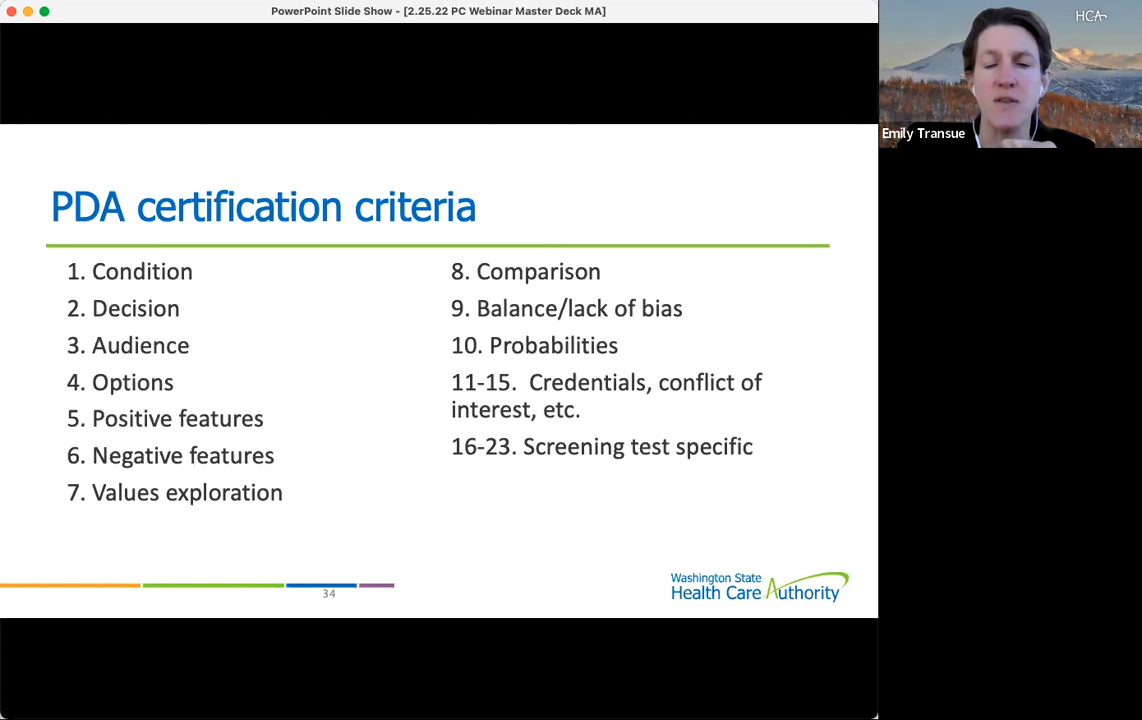 PowerPoint Slide Show - [2.25.22 PC Webinar Master Deck MA]
HCA
Emily Transue
PDA certification criteria
1. Condition
2. Decision
3. Audience
4. Options
5. Positive features
6. Negative features
7. Values exploration
8. Comparison
9. Balance/lack of bias
10. Probabilities
11-15.  Credentials, conflict of
interest, etc.
16-23. Screening test specific
34
Washington State
Health Care Authority